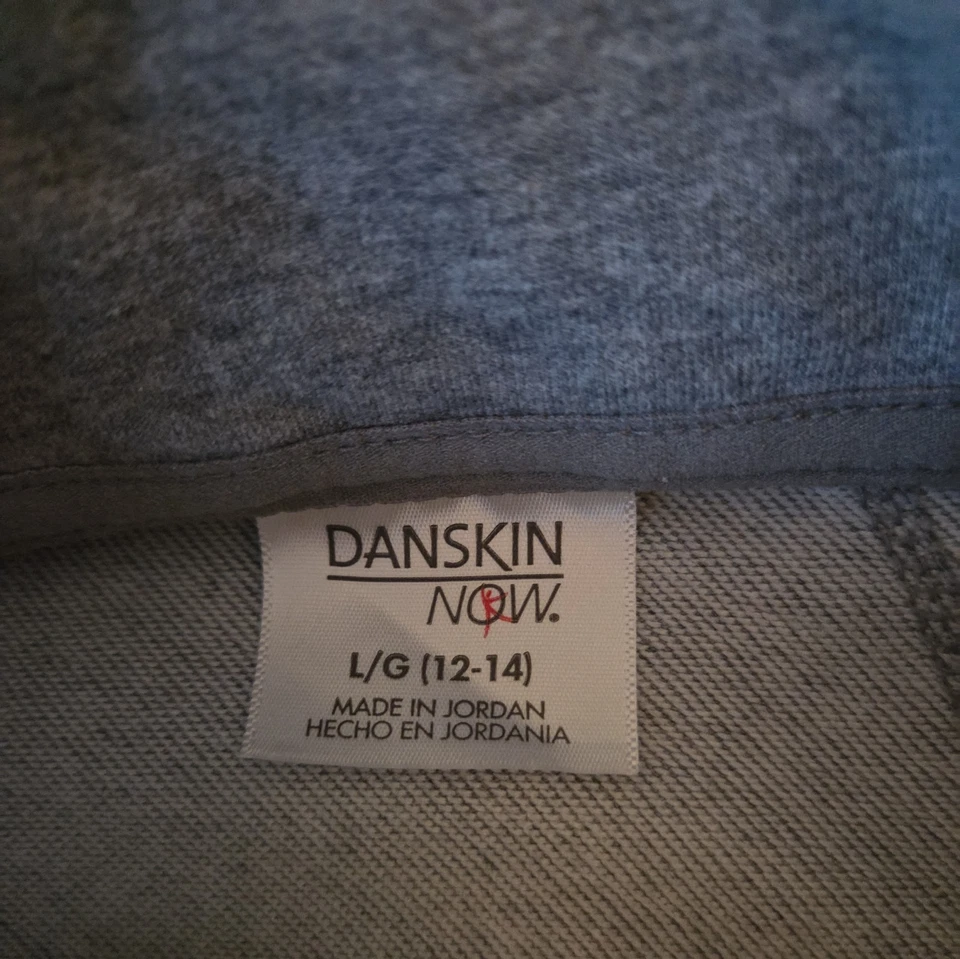 DANSKIN
NOW.
L/G (12-14)
MADE IN JORDAN
HECHO EN JORDANIA